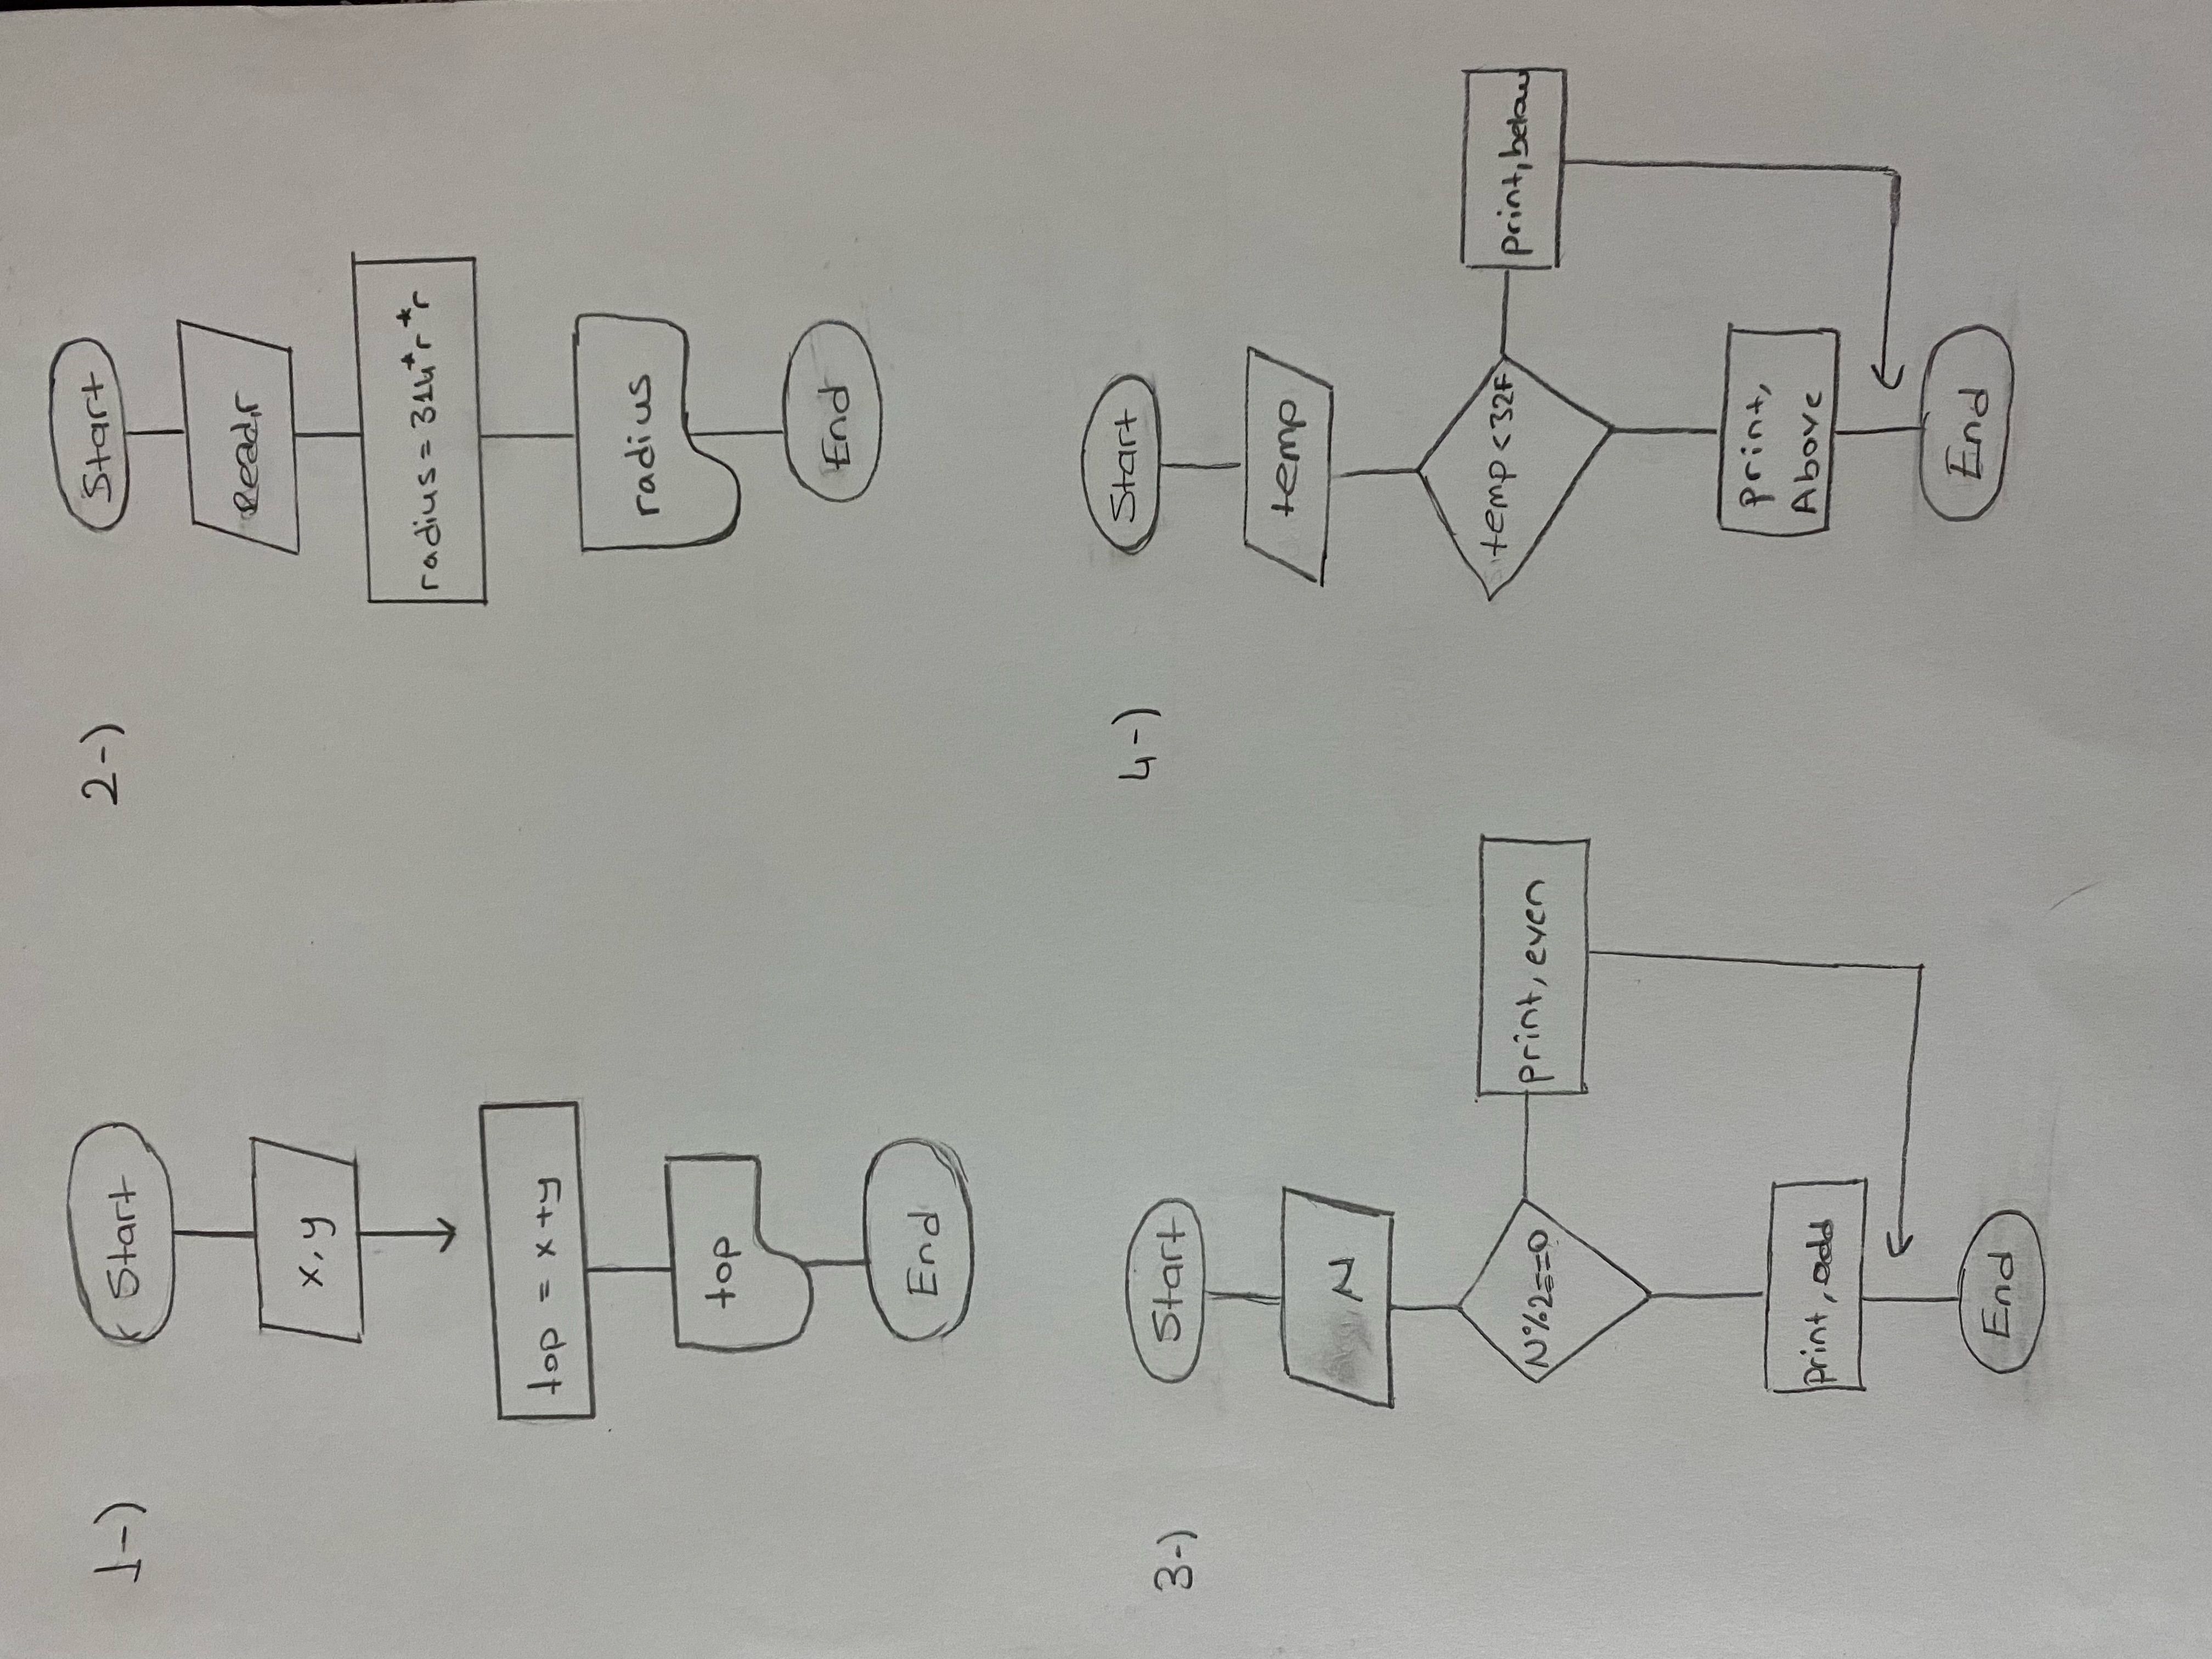 1-)
Start
x, y
top = x+y
top
End
2-)
Start
Read,r
radius = 314*r*r
radius
End
3-)
Start
N
N%2==0
print, even
print, odd
End
4-)
Start
temp
temp<32F
print, below
print,
Above
End